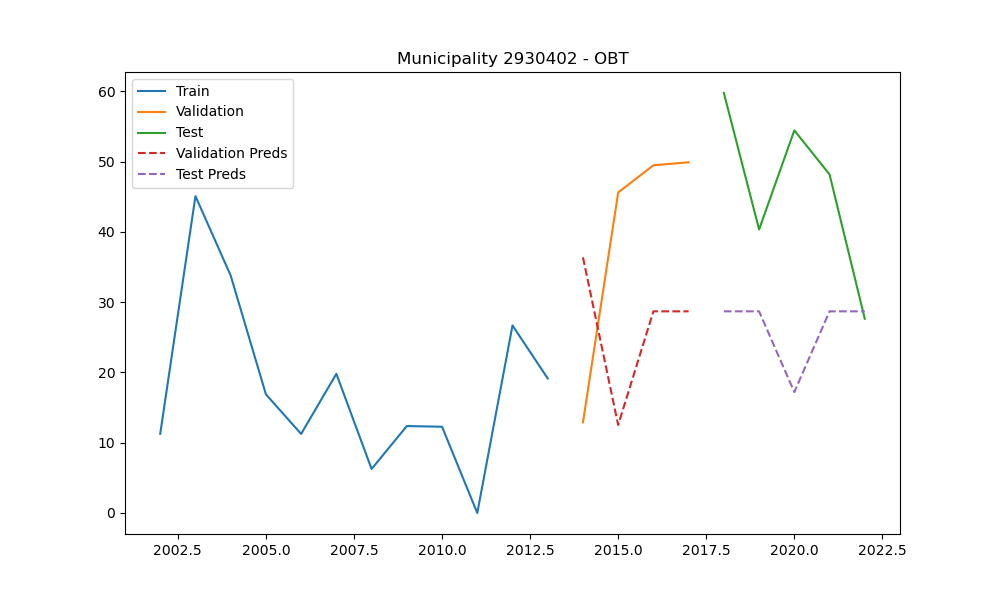 Municipality 2930402 - OBT
Train
Validation
Test
Validation Preds
Test Preds
60
50
40
30
20
10
0
2002.5 2005.0 2007.5 2010.0 2012.5 2015.0 2017.5 2020.0 2022.5